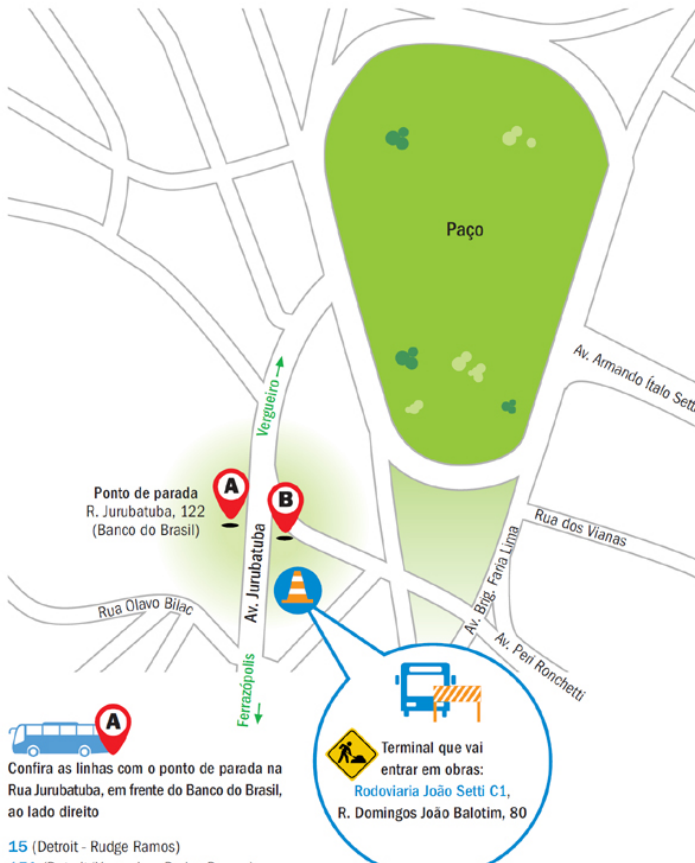 Paço
Av. Armando Ítalo Setti
Vergueiro
A
B
Ponto de parada
R. Jurubatuba, 122
(Banco do Brasil)
Av. Jurubatuba
Rua dos Vianas
Av. Brig. Faria Lima
Rua Olavo Bilac
Av. Peri Ronchetti
Ferrazópolis
A
Confira as linhas com o ponto de parada na
Rua Jurubatuba, em frente do Banco do Brasil,
ao lado direito
Terminal que vai
entrar em obras:
Rodoviaria João Setti C1,
R. Domingos João Balotim, 80
15 (Detroit - Rudge Ramos)